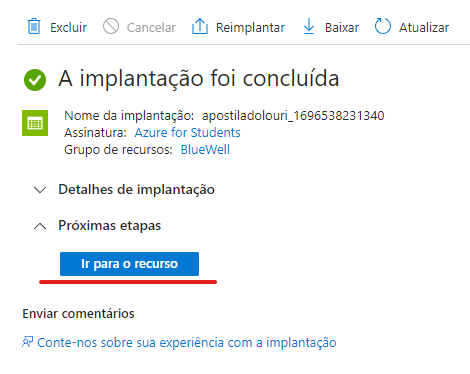 Excluir Cancelar Reimplantar Baixar Atualizar
A implantação foi concluída
Nome da implantação: apostiladolouri_1696538231340
Assinatura: Azure for Students
Grupo de recursos: BlueWell
Detalhes de implantação
Próximas etapas
Ir para o recurso
Enviar comentários
Conte-nos sobre sua experiência com a implantação